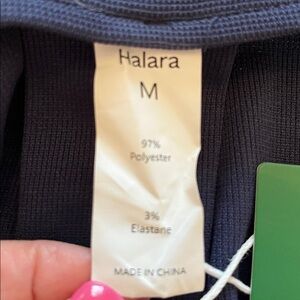 Halara
M
97%
Polyester
3%
Elastane
MADE IN CHINA